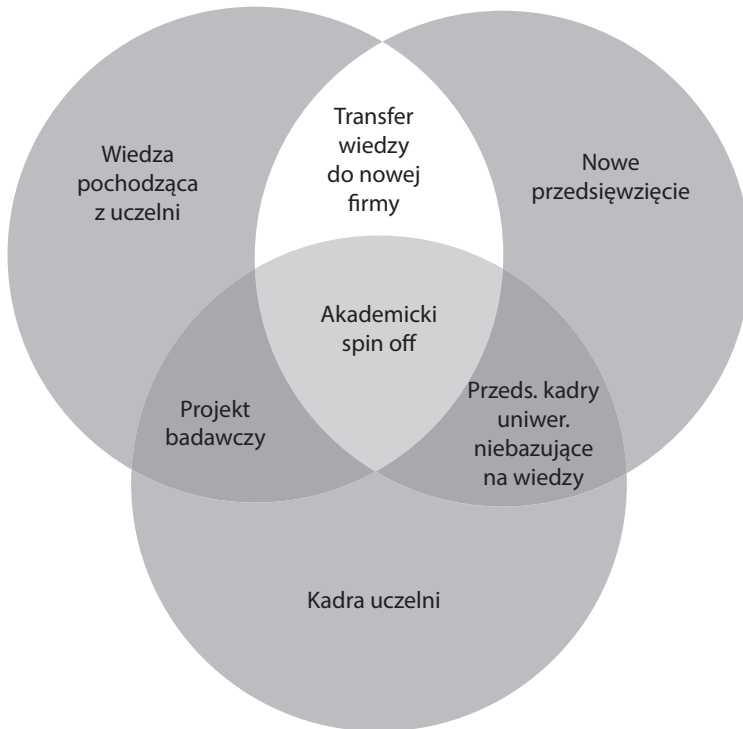 Transfer
wiedzy
do nowej
firmy
Wiedza
pochodząca
z uczelni
Nowe
przedsięwzięcie
Akademicki
spin off
Projekt
badawczy
Przeds. kadry
uniwer.
niebazujące
na wiedzy
Kadra uczelni